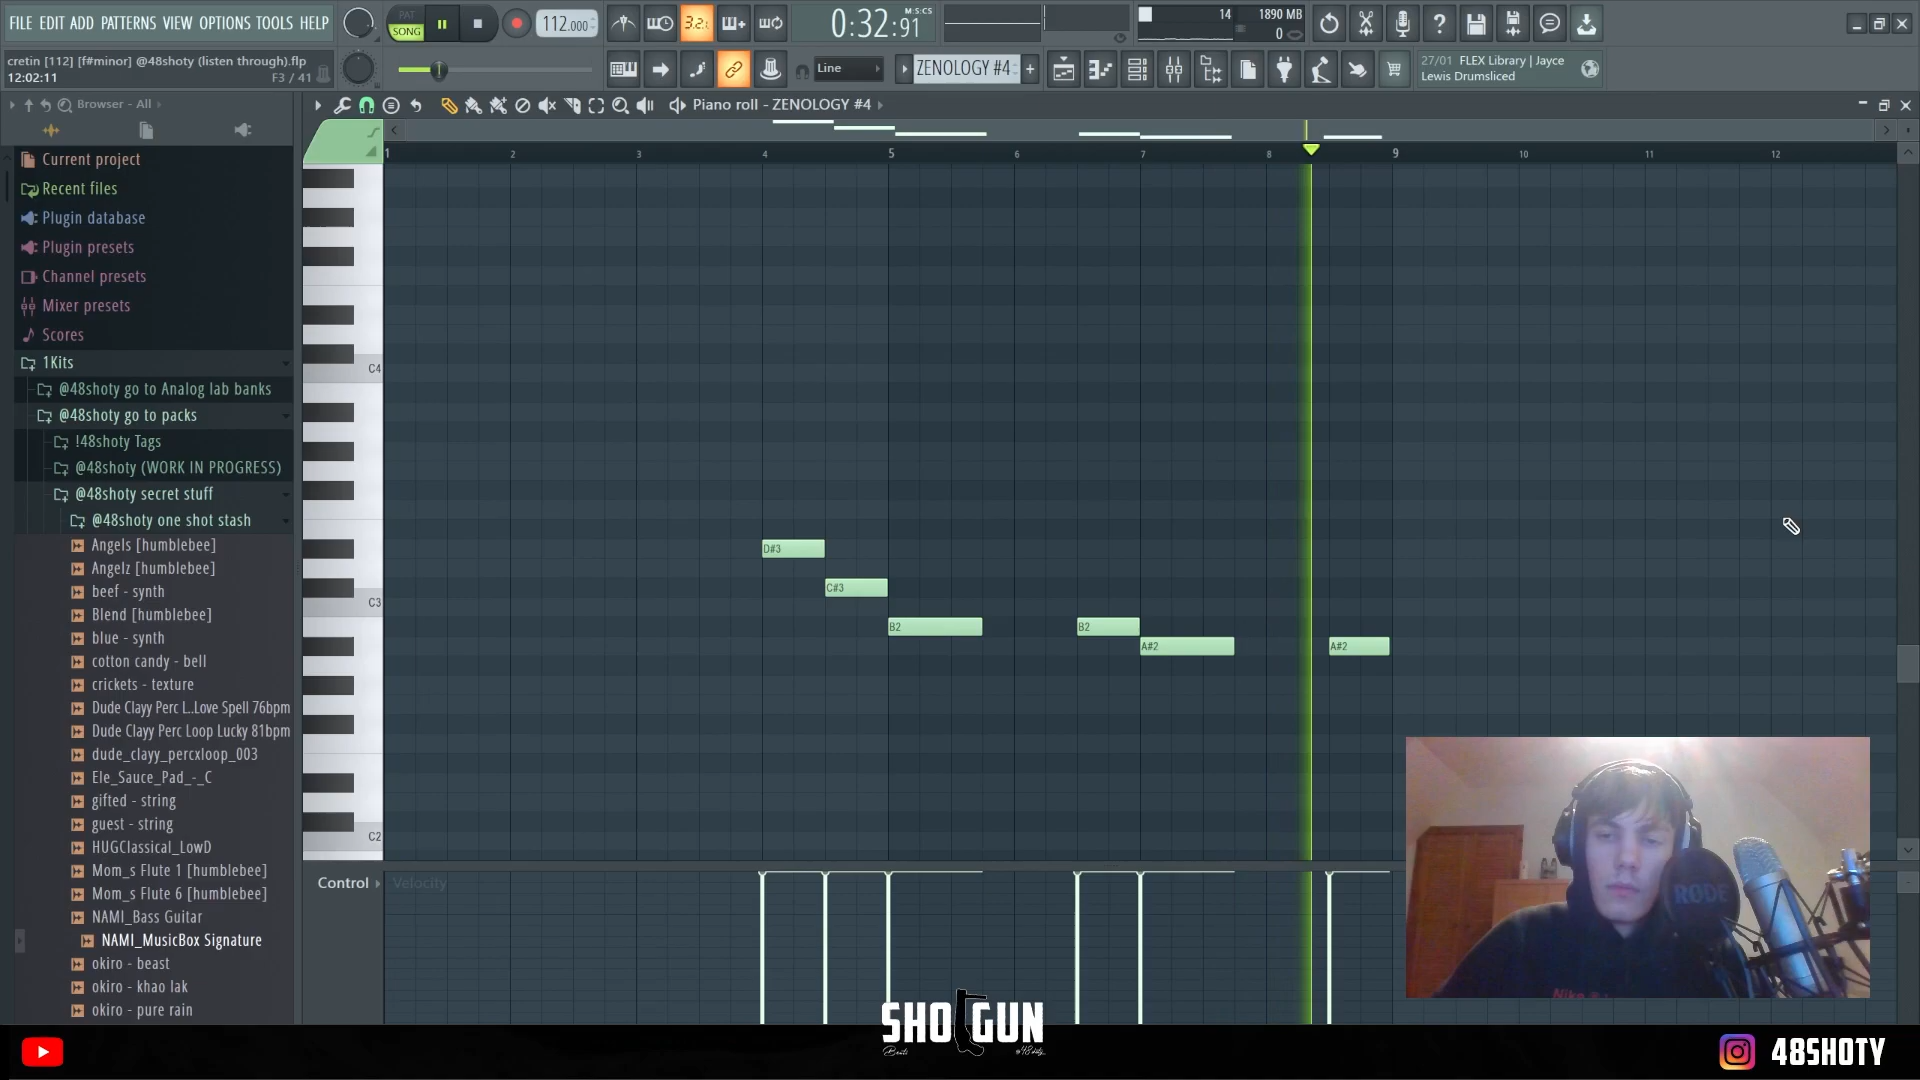 FILE EDIT ADD PATTERNS VIEW OPTIONS TOOLS HELP
PAT
SONG
112.000
3.2.
0:32:91
M:S:CS
14
1890 MB
0
cretin [112] [f#minor] @48shoty (listen through).flp
12:02:11
F3 / 41
Line
ZENOLOGY #4
27/01 FLEX Library | Jayce
Lewis Drumsliced
Browser - All
Piano roll - ZENOLOGY #4
1 2 3 4 5 6 7 8 9 10 11 12
Current project
Recent files
Plugin database
Plugin presets
Channel presets
Mixer presets
Scores
1Kits
@48shoty go to Analog lab banks
@48shoty go to packs
!48shoty Tags
@48shoty (WORK IN PROGRESS)
@48shoty secret stuff
@48shoty one shot stash
Angels [humblebee]
Angelz [humblebee]
beef - synth
Blend [humblebee]
blue - synth
cotton candy - bell
crickets - texture
Dude Clayy Perc L..Love Spell 76bpm
Dude Clayy Perc Loop Lucky 81bpm
dude_clayy_percxloop_003
Ele_Sauce_Pad_-_C
gifted - string
guest - string
HUGClassical_LowD
Mom_s Flute 1 [humblebee]
Mom_s Flute 6 [humblebee]
NAMI_Bass Guitar
NAMI_MusicBox Signature
okiro - beast
okiro - khao lak
okiro - pure rain
C4
C3
C2
D#3
C#3
B2
B2
A#2
A#2
Control
Velocity
RODE
SHOTGUN
Beats
@48shoty
48SHOTY